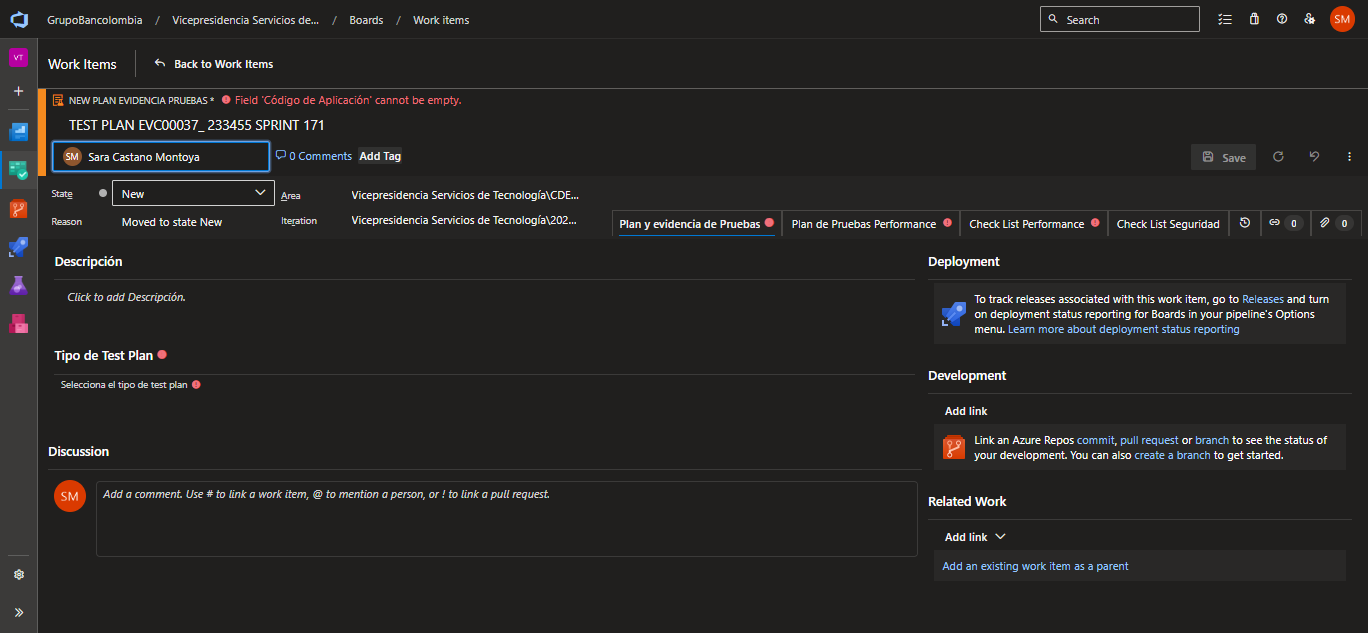 GrupoBancolombia / Vicepresidencia Servicios de... / Boards / Work items
Search
SM
VT
Work Items
Back to Work Items
NEW PLAN EVIDENCIA PRUEBAS * Field 'Código de Aplicación' cannot be empty.
TEST PLAN EVC00037_ 233455 SPRINT 171
SM Sara Castano Montoya
0 Comments
Add Tag
Save
State
New
Area
Vicepresidencia Servicios de Tecnología\CDE...
Reason
Moved to state New
Iteration
Vicepresidencia Servicios de Tecnología\202...
Plan y evidencia de Pruebas
Plan de Pruebas Performance
Check List Performance
Check List Seguridad
0
0
Descripción
Click to add Descripción.
Tipo de Test Plan
Selecciona el tipo de test plan
Discussion
SM
Add a comment. Use # to link a work item, @ to mention a person, or ! to link a pull request.
Deployment
To track releases associated with this work item, go to Releases and turn
on deployment status reporting for Boards in your pipeline's Options
menu. Learn more about deployment status reporting
Development
Add link
Link an Azure Repos commit, pull request or branch to see the status of
your development. You can also create a branch to get started.
Related Work
Add link
Add an existing work item as a parent